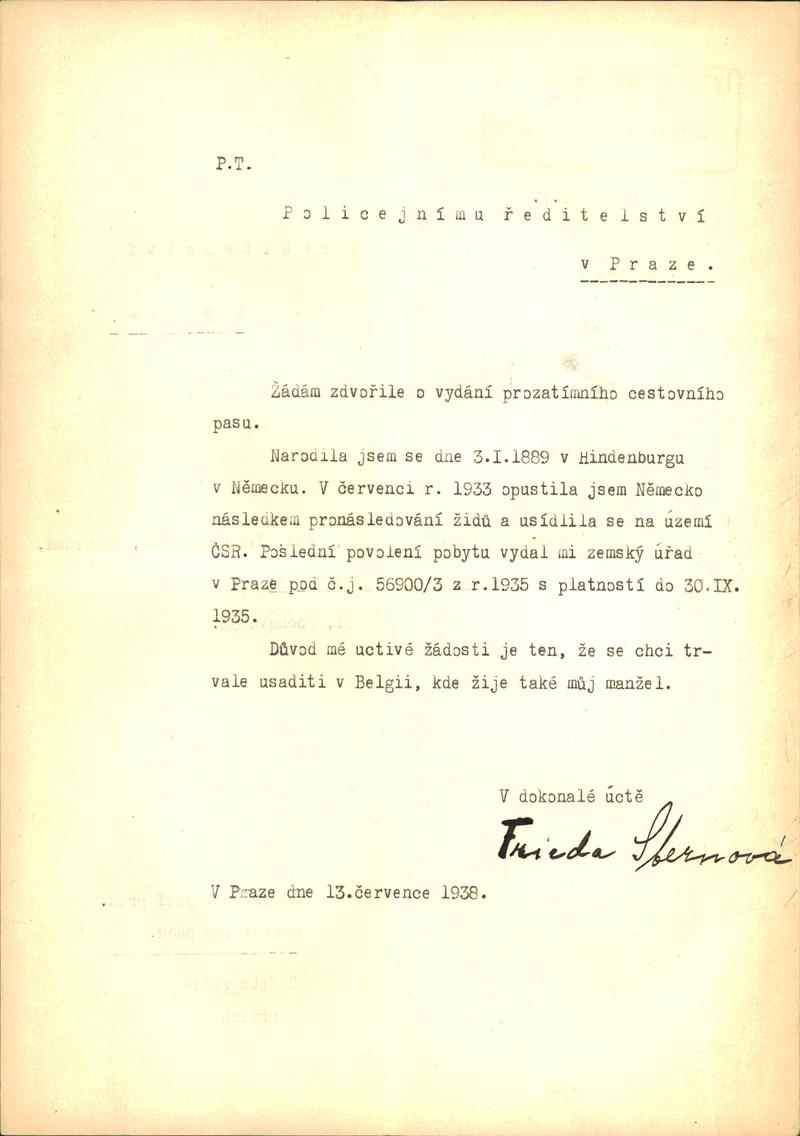 P.T.
Policejnímu ředitelství
v Praze.
Žádám zdvořile o vydání prozatímního cestovního
pasu.
Narodila jsem se dne 3.I.1889 v Hindenburgu
v Německu. V červenci r. 1933 opustila jsem Německo
následkem pronásledování židů a usídlila se na území
ČSR. Poslední povolení pobytu vydal mi zemský úřad
v Praze pod č.j. 56900/3 z r.1935 s platností do 30.IX.
1935.
Důvod mé uctivé žádosti je ten, že se chci tr-
vale usaditi v Belgii, kde žije také můj manžel.
V dokonalé úctě
Frieda Sternová
V Praze dne 13.července 1938.